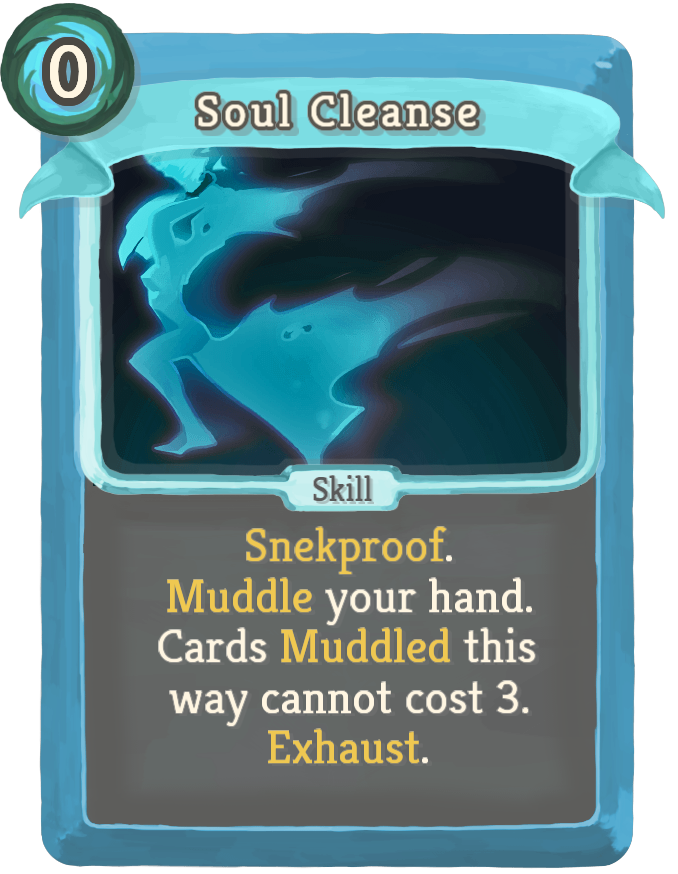 0
Soul Cleanse
Skill
Snekproof.
Muddle your hand.
Cards Muddled this
way cannot cost 3.
Exhaust.